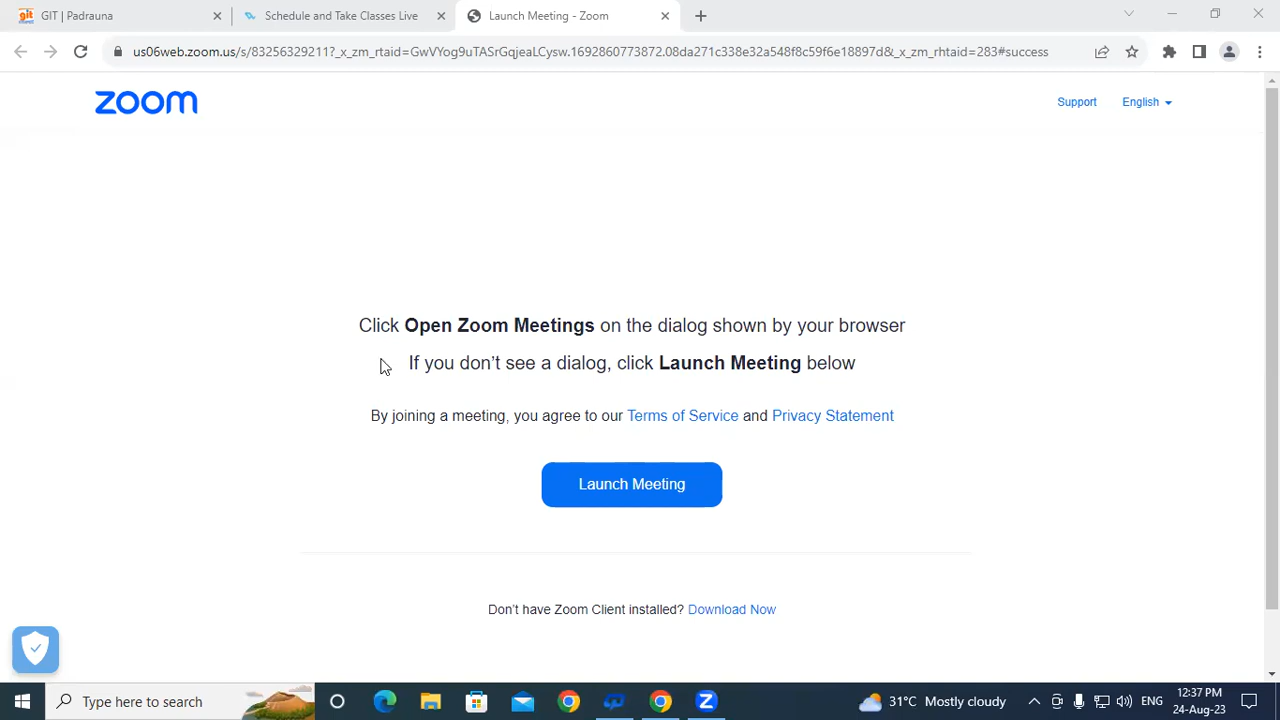 GIT | Padrauna
Schedule and Take Classes Live
Launch Meeting - Zoom
us06web.zoom.us/s/83256329211?_x_zm_rtaid=GwVYog9uTASrGqjeaLCysw.1692860773872.08da271c338e32a548f8c59f6e18897d&_x_zm_rhtaid=283#success
zoom
Support English
Click Open Zoom Meetings on the dialog shown by your browser
If you don't see a dialog, click Launch Meeting below
By joining a meeting, you agree to our Terms of Service and Privacy Statement
Launch Meeting
Don't have Zoom Client installed? Download Now
Type here to search
31°C Mostly cloudy
ENG
12:37 PM
24-Aug-23